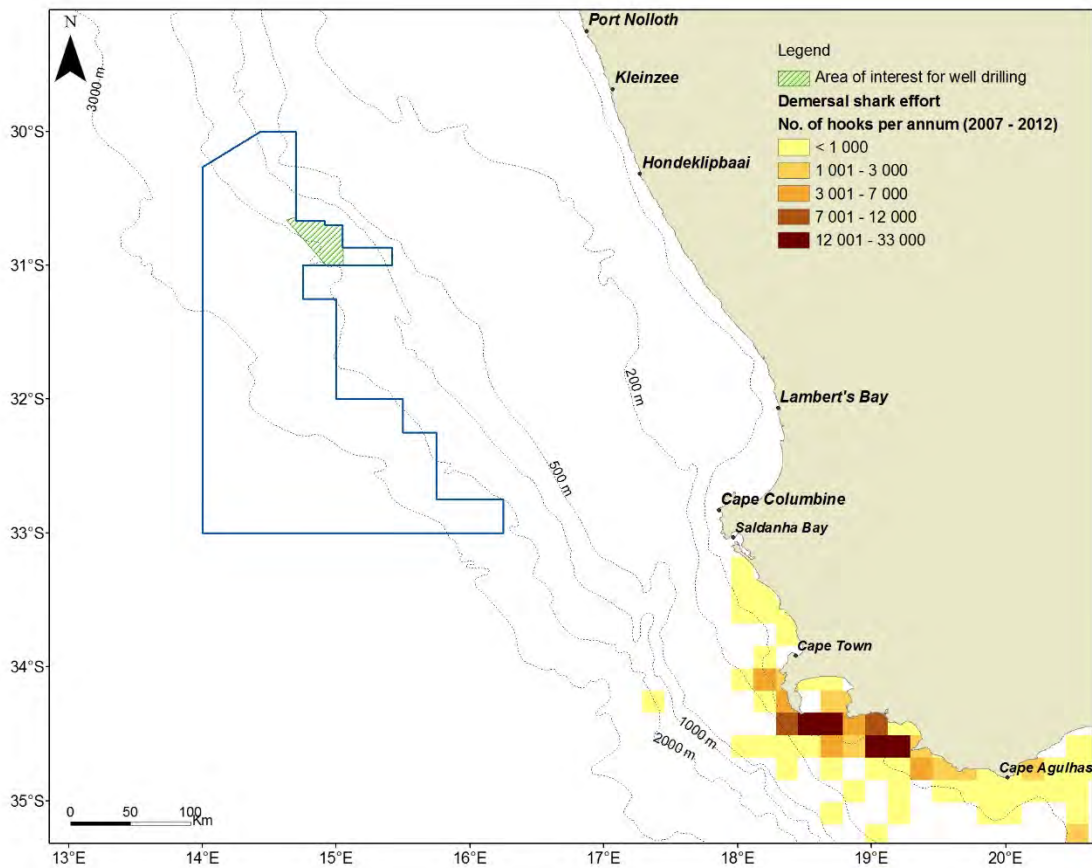 N
Port Nolloth
Kleinzee
Hondeklipbaai
Lambert's Bay
Cape Columbine
Saldanha Bay
Cape Town
Cape Agulhas
Legend
Area of interest for well drilling
Demersal shark effort
No. of hooks per annum (2007 - 2012)
< 1 000
1 001 - 3 000
3 001 - 7 000
7 001 - 12 000
12 001 - 33 000
3000 m
200 m
500 m
1000 m
2000 m
30°S
31°S
32°S
33°S
34°S
35°S
0 50 100
Km
13°E 14°E 15°E 16°E 17°E 18°E 19°E 20°E